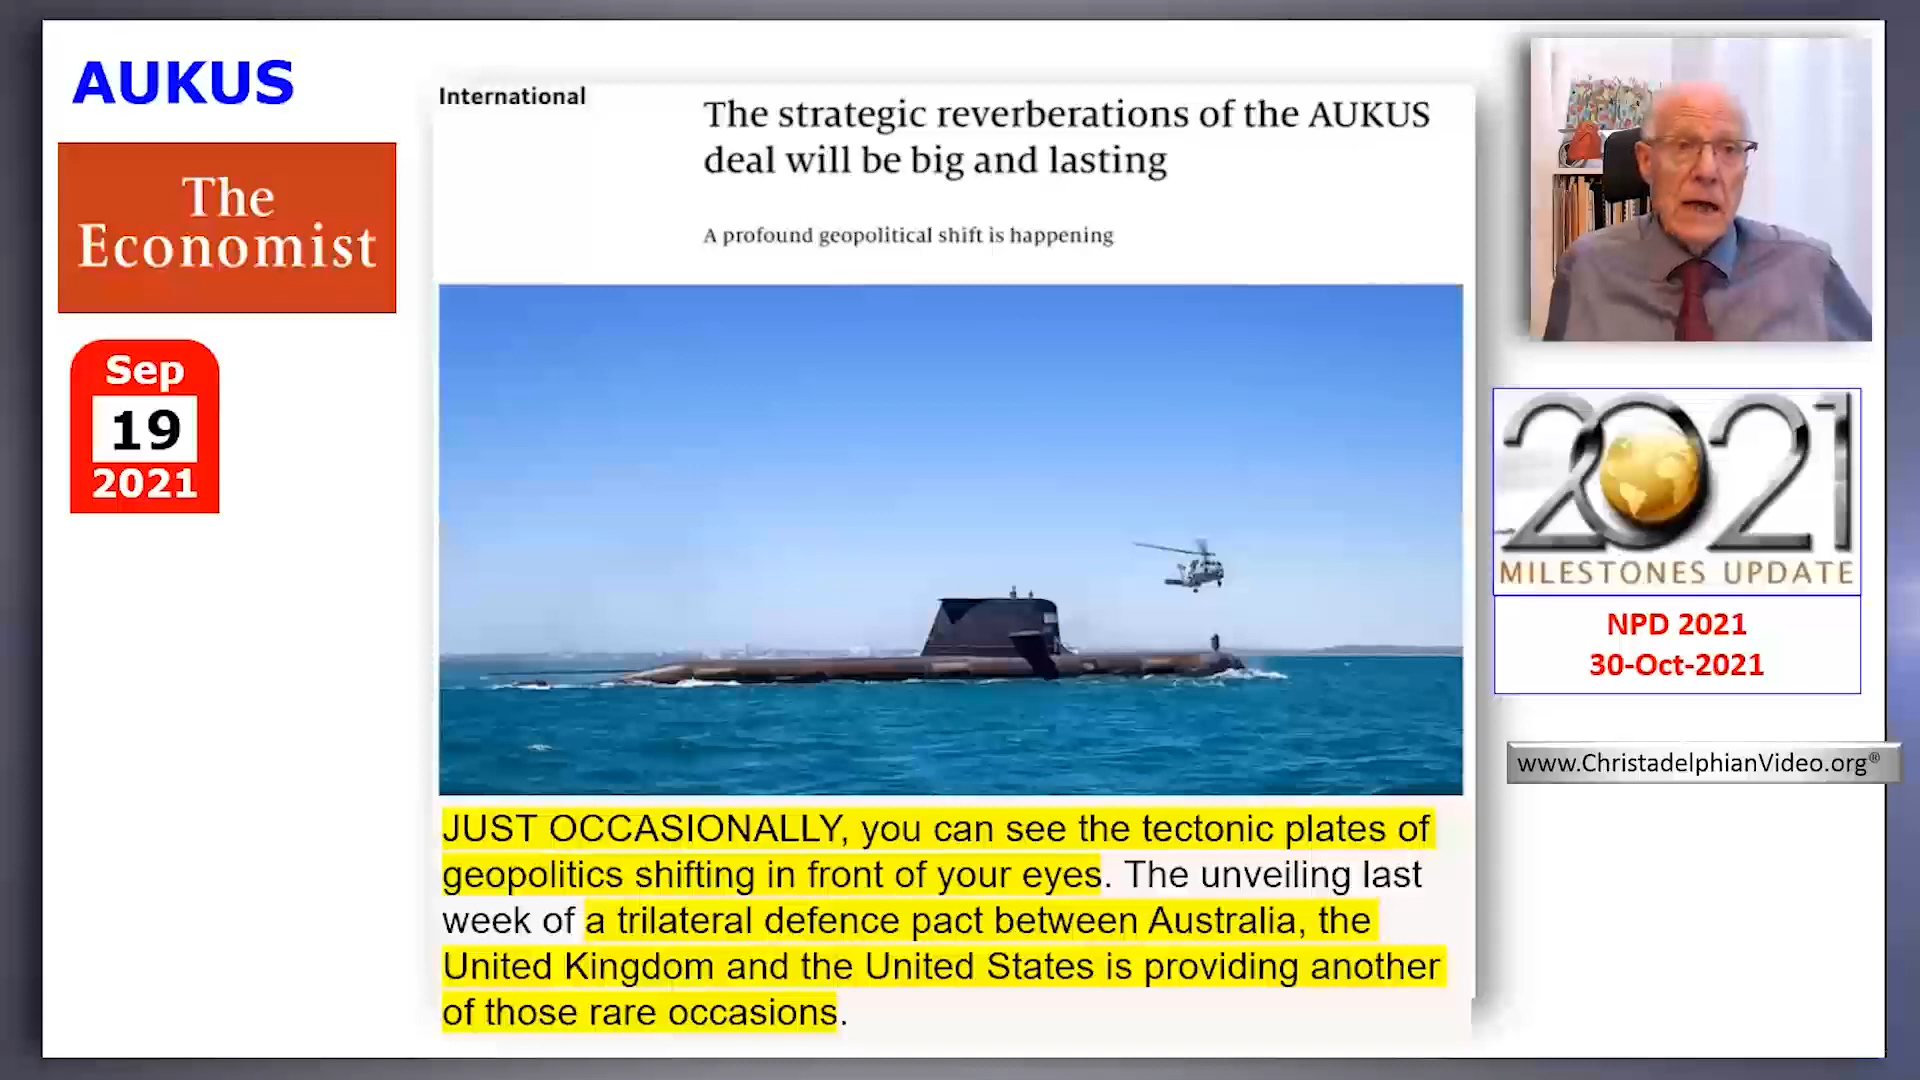 AUKUS
The
Economist
Sep
19
2021
International
The strategic reverberations of the AUKUS
deal will be big and lasting
A profound geopolitical shift is happening
JUST OCCASIONALLY, you can see the tectonic plates of
geopolitics shifting in front of your eyes. The unveiling last
week of a trilateral defence pact between Australia, the
United Kingdom and the United States is providing another
of those rare occasions.
2021
MILESTONES UPDATE
NPD 2021
30-Oct-2021
www.ChristadelphianVideo.org®